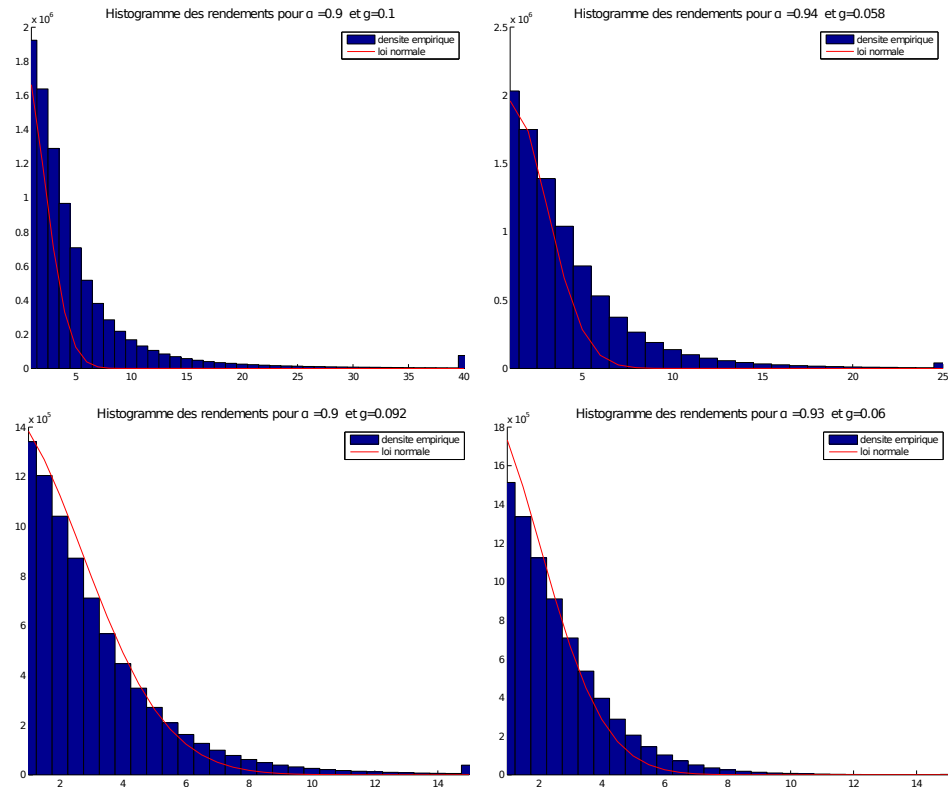 Histogramme des rendements pour α =0.9 et g=0.1
x 10^6
2
1.8
1.6
1.4
1.2
1
0.8
0.6
0.4
0.2
0
5 10 15 20 25 30 35 40
densite empirique
loi normale
Histogramme des rendements pour α =0.94 et g=0.058
x 10^6
2.5
2
1.5
1
0.5
0
5 10 15 20 25
densite empirique
loi normale
Histogramme des rendements pour α =0.9 et g=0.092
x 10^5
14
12
10
8
6
4
2
0
2 4 6 8 10 12 14
densite empirique
loi normale
Histogramme des rendements pour α =0.93 et g=0.06
x 10^5
18
16
14
12
10
8
6
4
2
0
2 4 6 8 10 12 14
densite empirique
loi normale